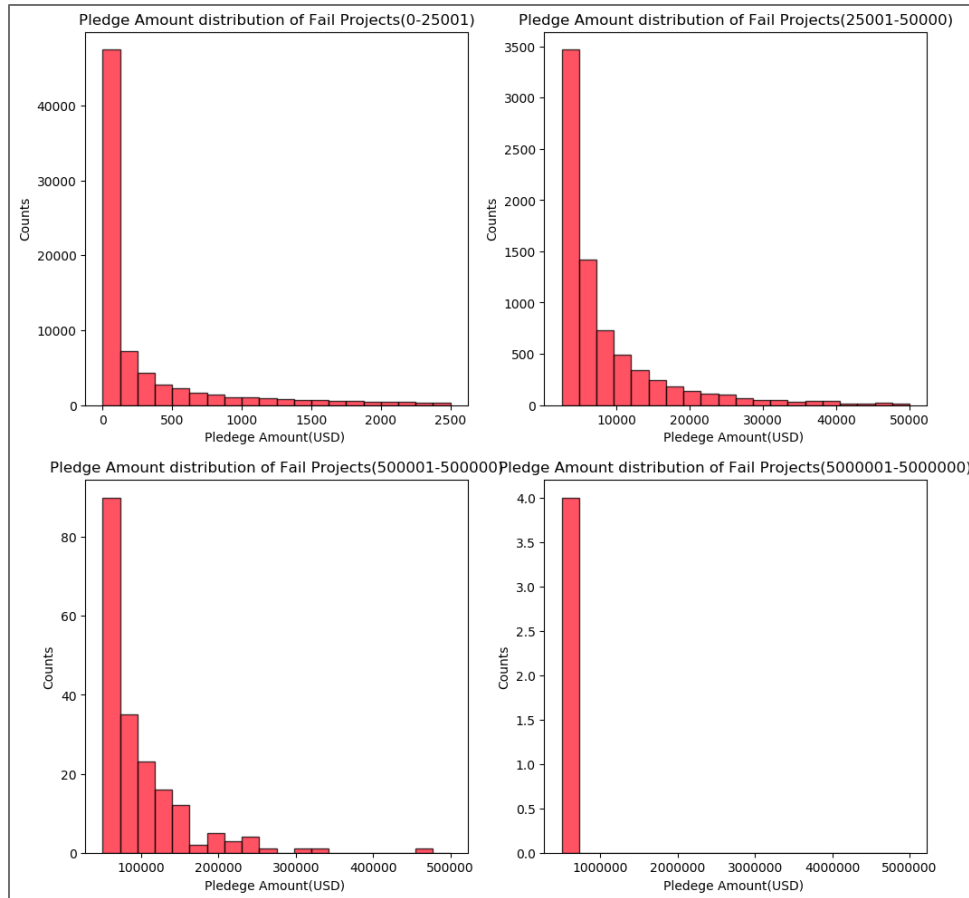 Pledge Amount distribution of Fail Projects(0-25001)
40000
30000
20000
10000
0
Counts
0 500 1000 1500 2000 2500
Pledege Amount(USD)
Pledge Amount distribution of Fail Projects(25001-50000)
3500
3000
2500
2000
1500
1000
500
0
Counts
10000 20000 30000 40000 50000
Pledege Amount(USD)
Pledge Amount distribution of Fail Projects(500001-500000)
80
60
40
20
0
Counts
100000 200000 300000 400000 500000
Pledege Amount(USD)
Pledge Amount distribution of Fail Projects(5000001-5000000)
4.0
3.5
3.0
2.5
2.0
1.5
1.0
0.5
0.0
Counts
1000000 2000000 3000000 4000000 5000000
Pledege Amount(USD)